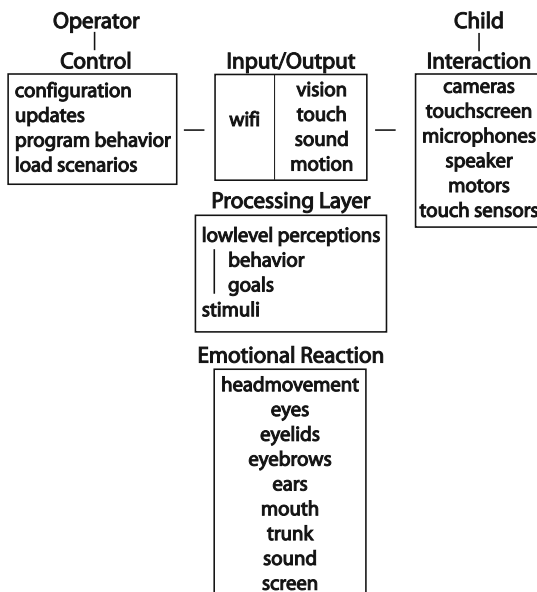 Operator
Control
configuration
updates
program behavior
load scenarios
Input/Output
wifi
vision
touch
sound
motion
Child
Interaction
cameras
touchscreen
microphones
speaker
motors
touch sensors
Processing Layer
lowlevel perceptions
behavior
goals
stimuli
Emotional Reaction
headmovement
eyes
eyelids
eyebrows
ears
mouth
trunk
sound
screen